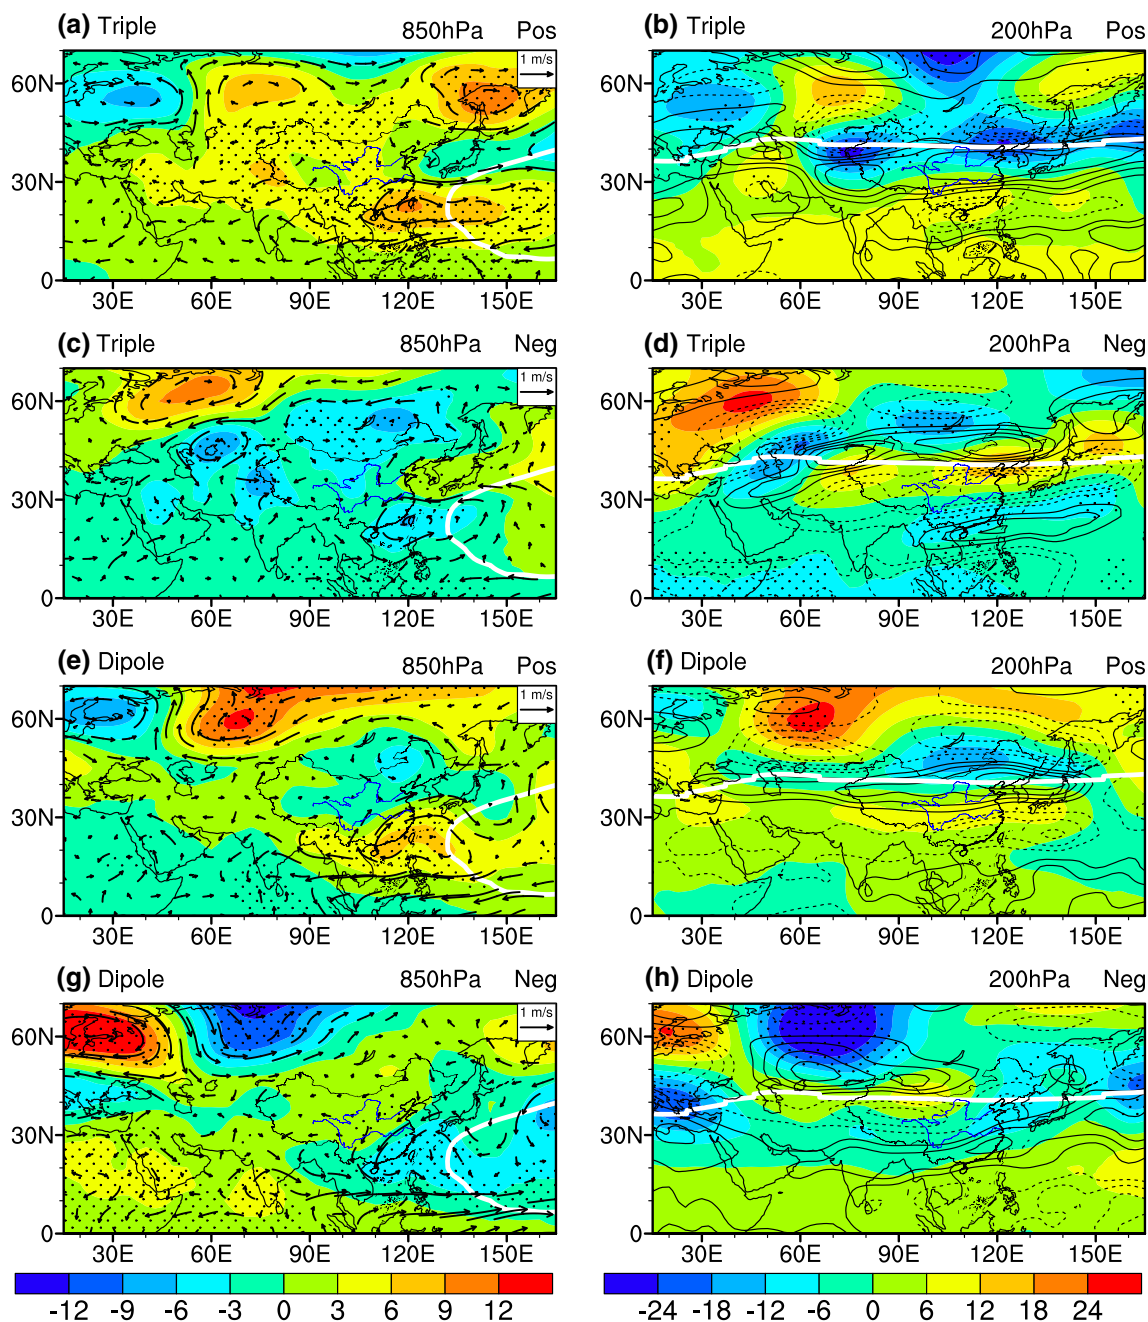 (a) Triple 850hPa Pos
1 m/s
60N
30N
0
30E 60E 90E 120E 150E
(b) Triple 200hPa Pos
60N
30N
0
30E 60E 90E 120E 150E
(c) Triple 850hPa Neg
1 m/s
60N
30N
0
30E 60E 90E 120E 150E
(d) Triple 200hPa Neg
60N
30N
0
30E 60E 90E 120E 150E
(e) Dipole 850hPa Pos
1 m/s
60N
30N
0
30E 60E 90E 120E 150E
(f) Dipole 200hPa Pos
60N
30N
0
30E 60E 90E 120E 150E
(g) Dipole 850hPa Neg
1 m/s
60N
30N
0
30E 60E 90E 120E 150E
(h) Dipole 200hPa Neg
60N
30N
0
30E 60E 90E 120E 150E
-12 -9 -6 -3 0 3 6 9 12
-24 -18 -12 -6 0 6 12 18 24